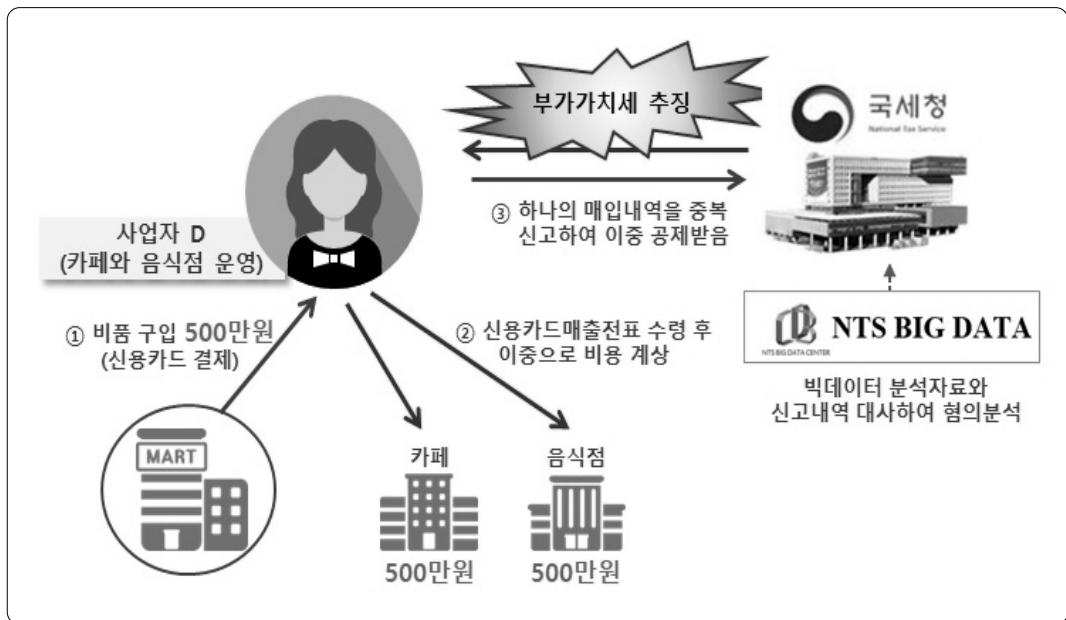 부가가치세 추징
국세청
National Tax Service
③ 하나의 매입내역을 중복
신고하여 이중 공제받음
사업자 D
(카페와 음식점 운영)
① 비품 구입 500만원
(신용카드 결제)
② 신용카드매출전표 수령 후
이중으로 비용 계상
NTS BIG DATA CENTER
NTS BIG DATA
빅데이터 분석자료와
신고내역 대사하여 혐의분석
MART
카페
음식점
500만원
500만원